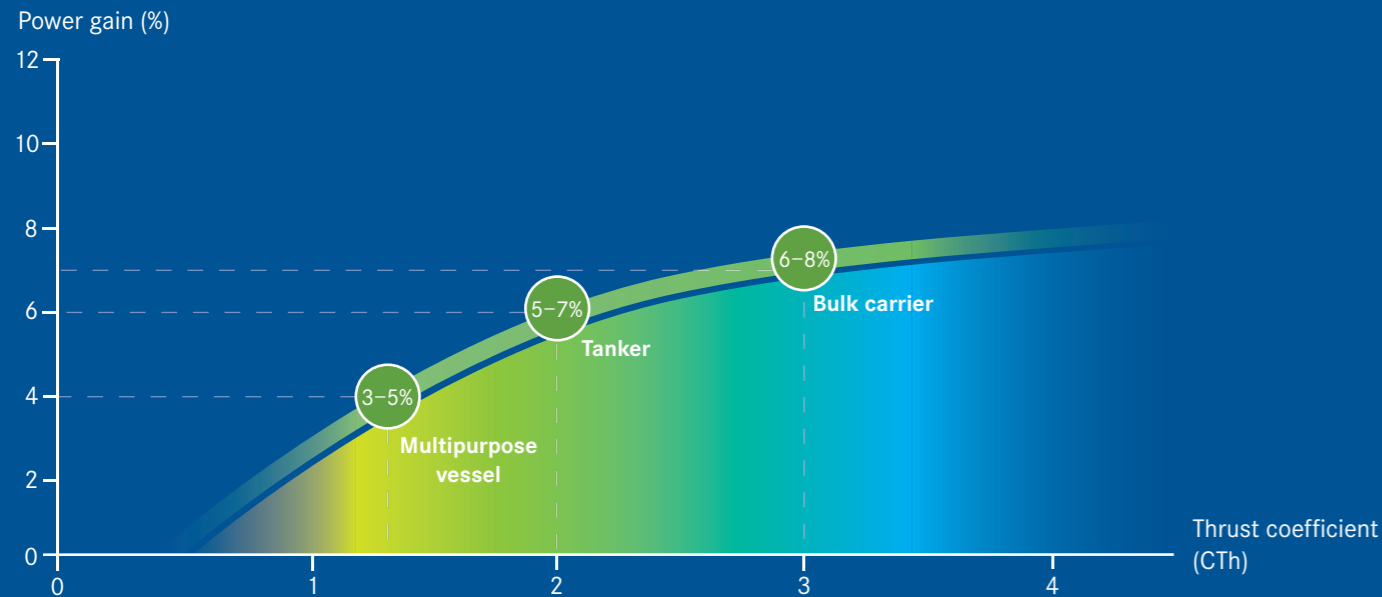 Power gain (%)
12
10
8
6
4
2
0
6–8%
Bulk carrier
5–7%
Tanker
3–5%
Multipurpose
vessel
Thrust coefficient
(CTh)
0
1
2
3
4